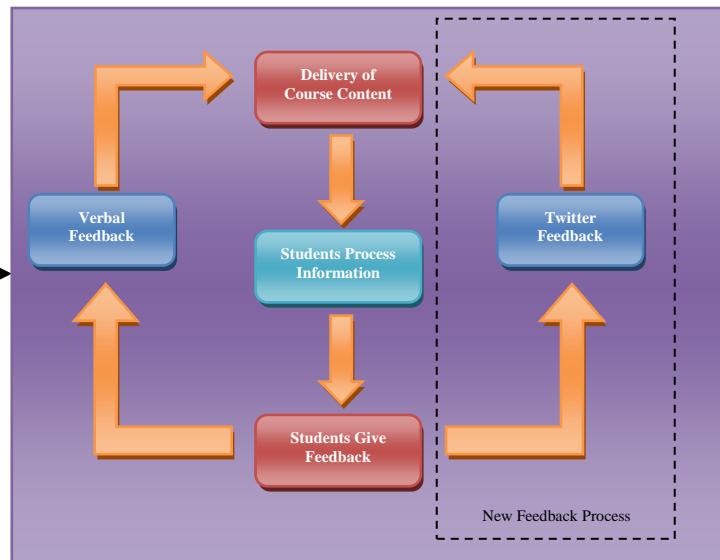 Delivery of
Course Content
Verbal
Feedback
Twitter
Feedback
Students Process
Information
Students Give
Feedback
New Feedback Process